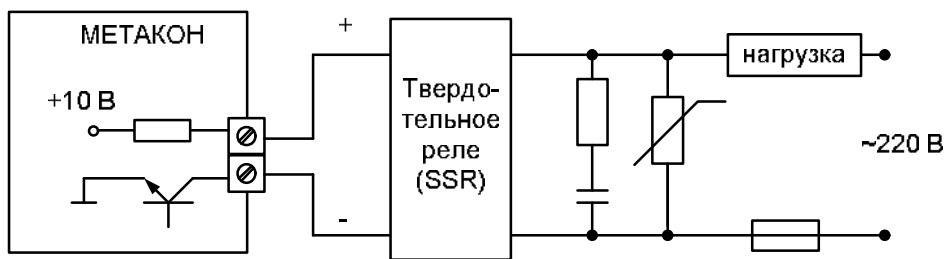 МЕТАКОН
+10 В
+
-
Твердо-
тельное
реле
(SSR)
нагрузка
~220 В